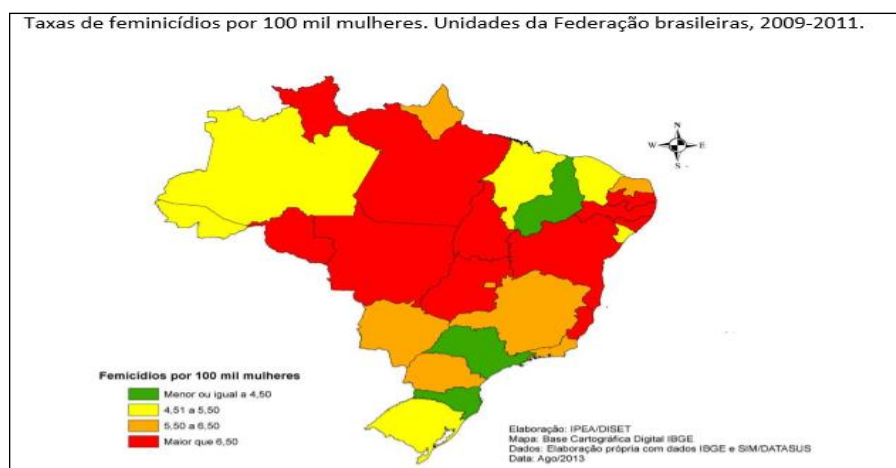 Taxas de feminicídios por 100 mil mulheres. Unidades da Federação brasileiras, 2009-2011.
N
W E
S
Femicídios por 100 mil mulheres
Menor ou igual a 4,50
4,51 a 5,50
5,50 a 6,50
Maior que 6,50
Elaboração: IPEA/DISET
Mapa: Base Cartográfica Digital IBGE
Dados: Elaboração própria com dados IBGE e SIM/DATASUS
Data: Ago/2013